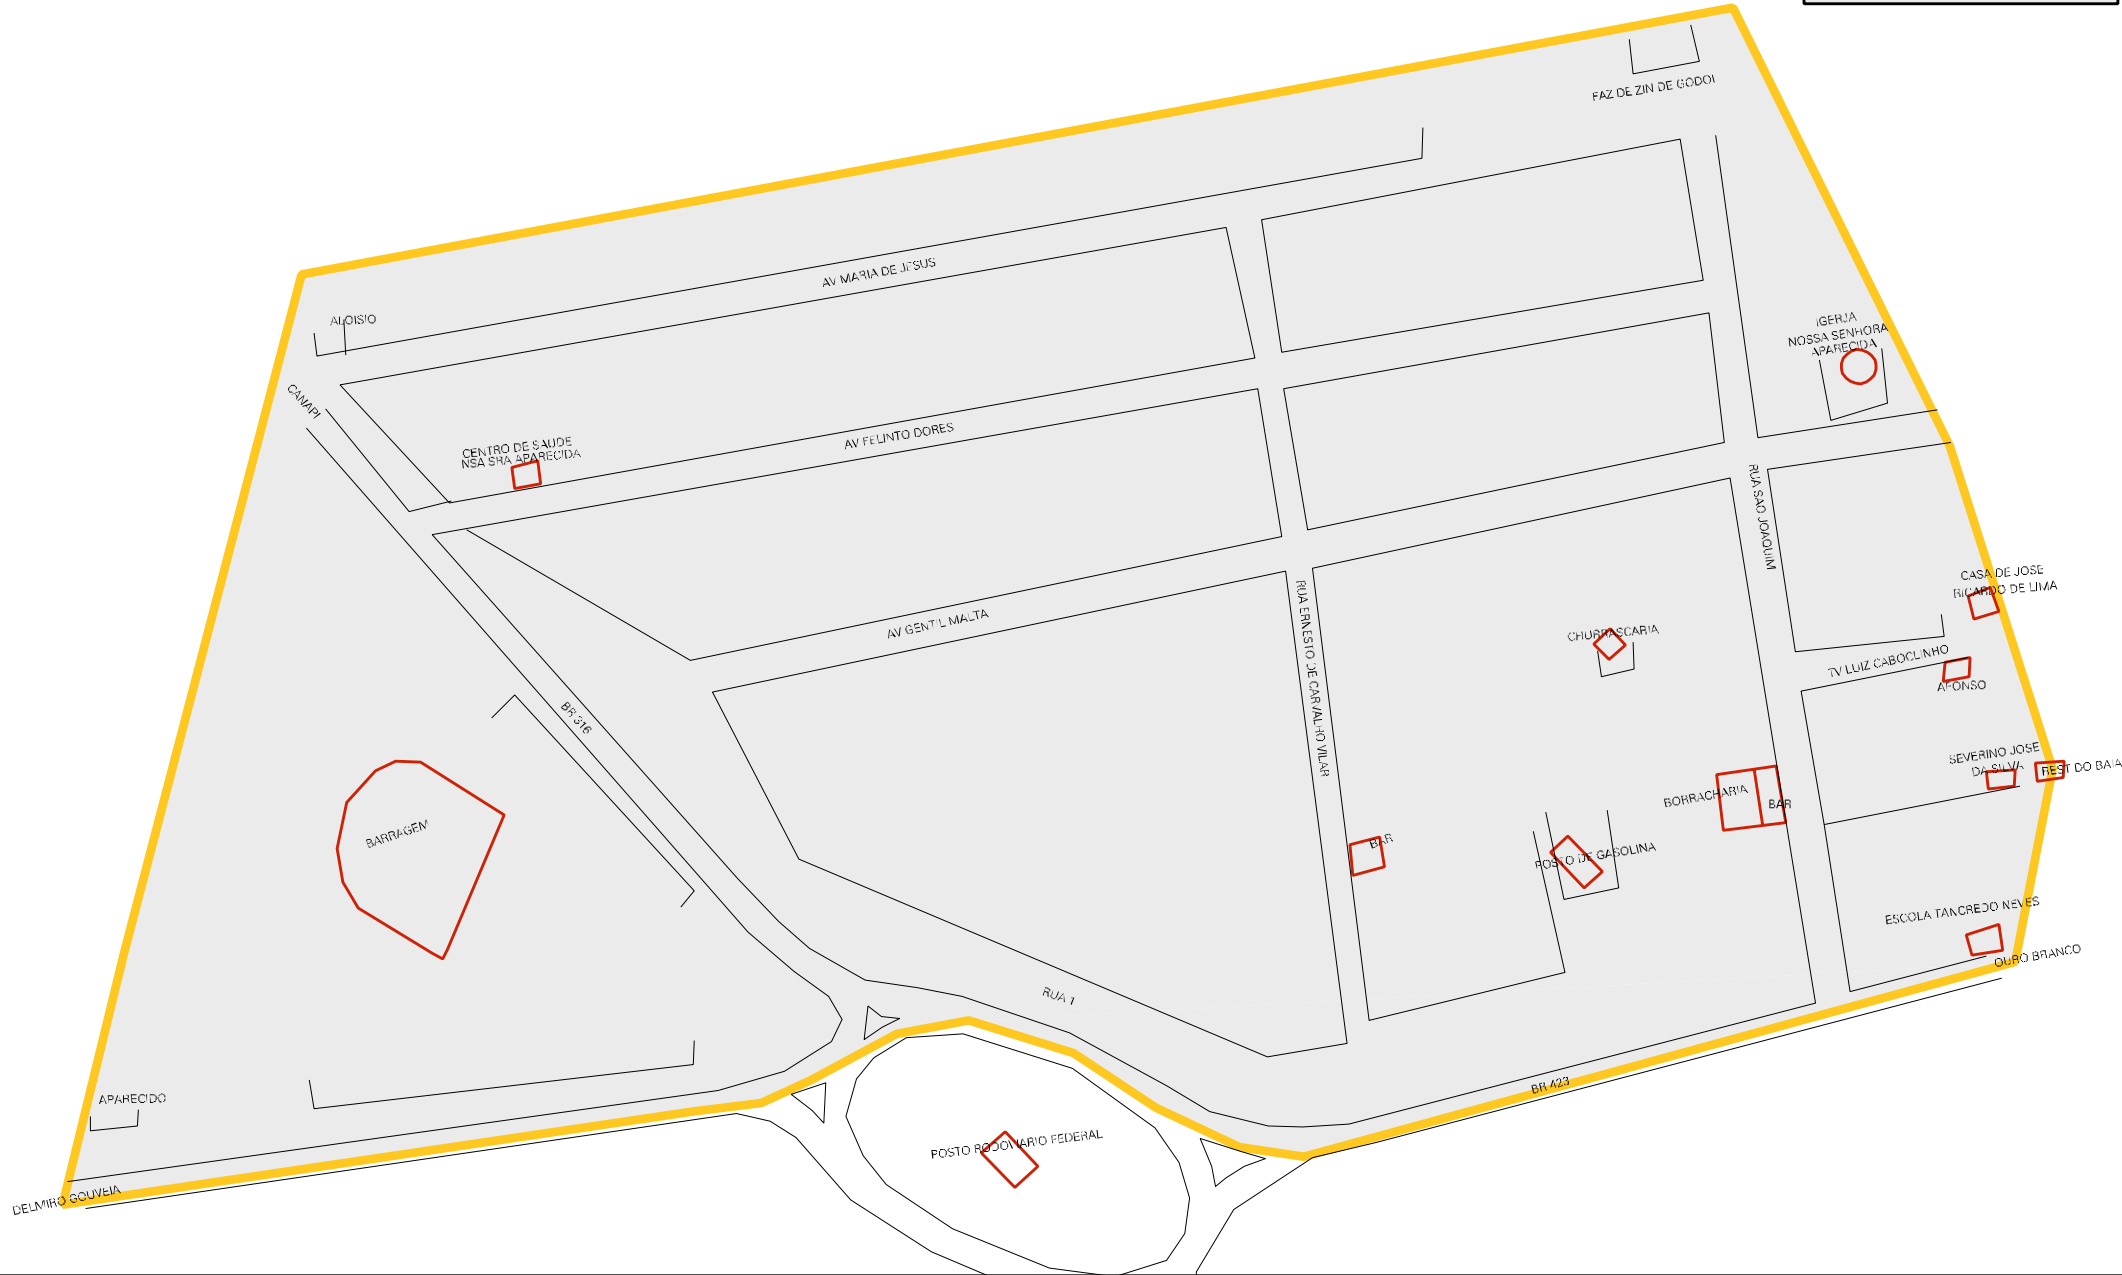 FAZ DE ZIN DE GODOI
AV MARIA DE JESUS
ALOISIO
IGERJA
NOSSA SENHORA
APARECIDA
CANAPI
CENTRO DE SAUDE
NSA SRA APARECIDA
AV FELINTO DORES
RUA SAO JOAQUIM
CASA DE JOSE
RICARDO DE LIMA
AV GENTIL MALTA
RUA ERNESTO DE CARVALHO VILAR
CHURRASCARIA
TV LUIZ CABOCLINHO
AFONSO
BR 316
SEVERINO JOSE
DA SILVA
REST DO BAIA
BORRACHARIA
BAR
BARRAGEM
BAR
POSTO DE GASOLINA
ESCOLA TANCREDO NEVES
OURO BRANCO
RUA 1
BR 423
APARECIDO
POSTO RODOVIARIO FEDERAL
DELMIRO GOUVEIA